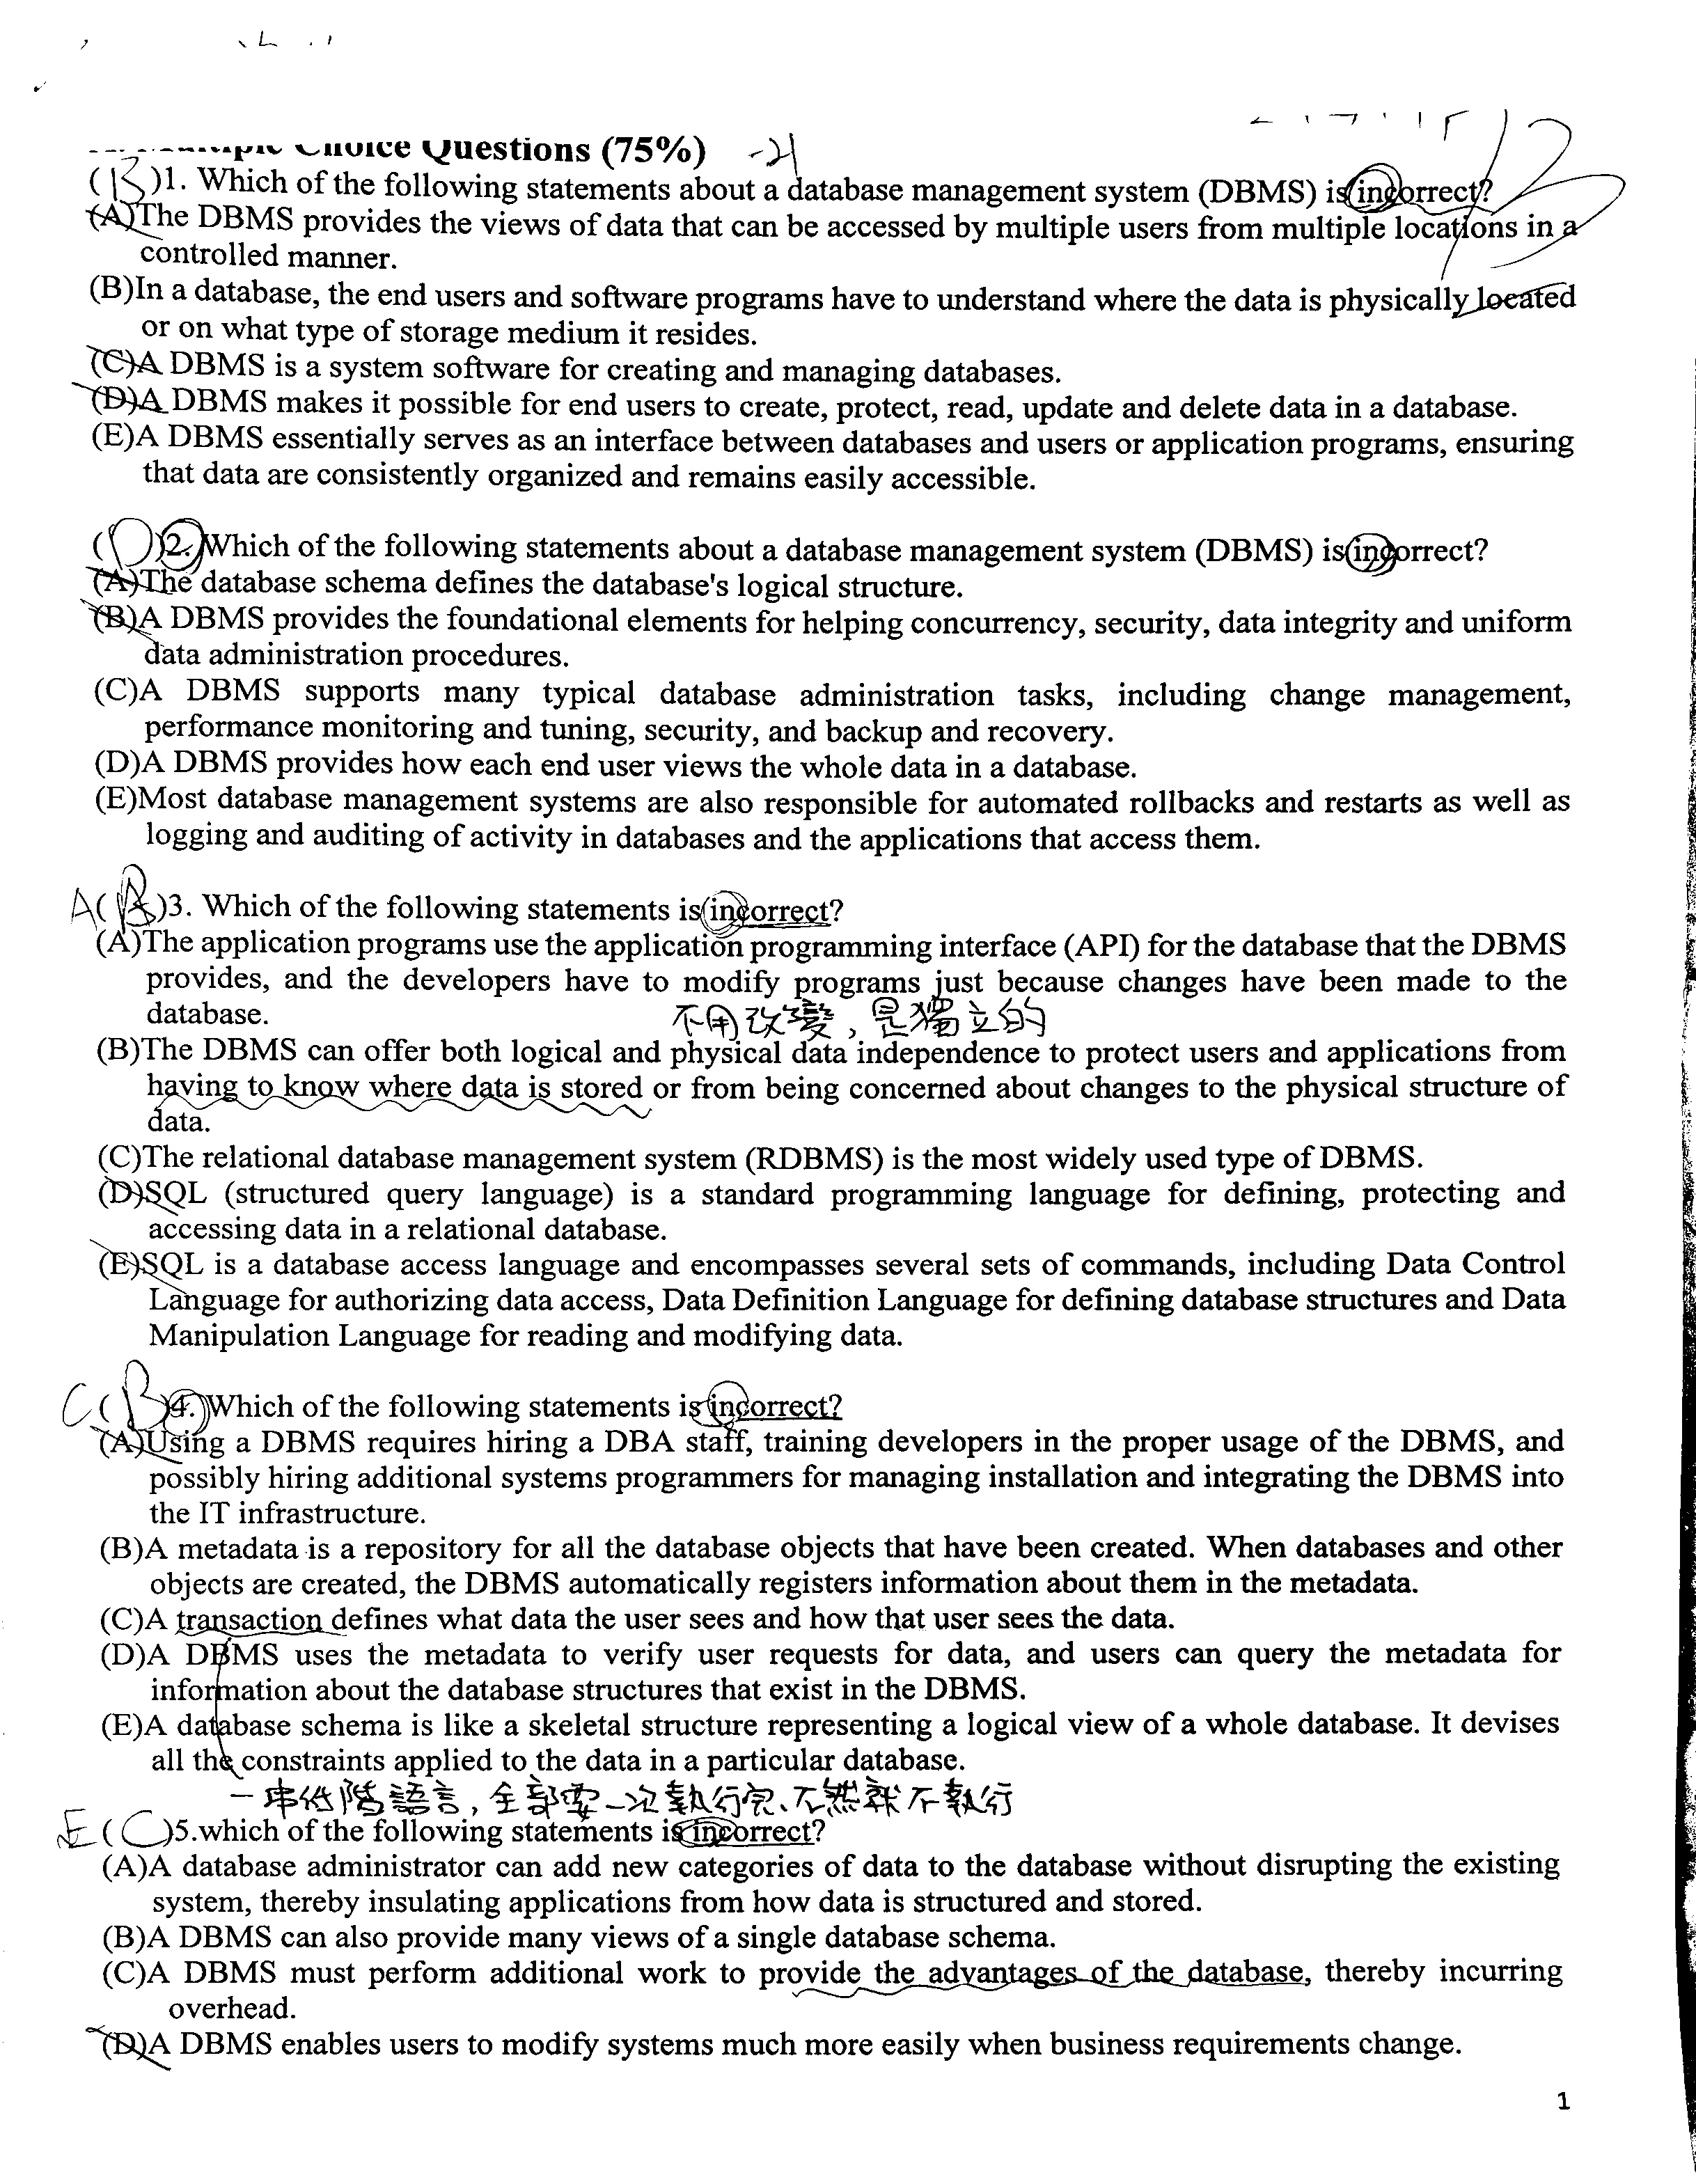 Choice Questions (75%) -21
(B)1. Which of the following statements about a database management system (DBMS) is incorrect?
(A)The DBMS provides the views of data that can be accessed by multiple users from multiple locations in a
controlled manner.
(B)In a database, the end users and software programs have to understand where the data is physically located
or on what type of storage medium it resides.
(C)A DBMS is a system software for creating and managing databases.
(D)A DBMS makes it possible for end users to create, protect, read, update and delete data in a database.
(E)A DBMS essentially serves as an interface between databases and users or application programs, ensuring
that data are consistently organized and remains easily accessible.
(D)2. Which of the following statements about a database management system (DBMS) is incorrect?
(A)The database schema defines the database's logical structure.
(B)A DBMS provides the foundational elements for helping concurrency, security, data integrity and uniform
data administration procedures.
(C)A DBMS supports many typical database administration tasks, including change management,
performance monitoring and tuning, security, and backup and recovery.
(D)A DBMS provides how each end user views the whole data in a database.
(E)Most database management systems are also responsible for automated rollbacks and restarts as well as
logging and auditing of activity in databases and the applications that access them.
A( )3. Which of the following statements is incorrect?
(A)The application programs use the application programming interface (API) for the database that the DBMS
provides, and the developers have to modify programs just because changes have been made to the
database. 不用改變,是獨立的
(B)The DBMS can offer both logical and physical data independence to protect users and applications from
having to know where data is stored or from being concerned about changes to the physical structure of
data.
(C)The relational database management system (RDBMS) is the most widely used type of DBMS.
(D)SQL (structured query language) is a standard programming language for defining, protecting and
accessing data in a relational database.
(E)SQL is a database access language and encompasses several sets of commands, including Data Control
Language for authorizing data access, Data Definition Language for defining database structures and Data
Manipulation Language for reading and modifying data.
C(B)4. Which of the following statements is incorrect?
(A)Using a DBMS requires hiring a DBA staff, training developers in the proper usage of the DBMS, and
possibly hiring additional systems programmers for managing installation and integrating the DBMS into
the IT infrastructure.
(B)A metadata is a repository for all the database objects that have been created. When databases and other
objects are created, the DBMS automatically registers information about them in the metadata.
(C)A transaction defines what data the user sees and how that user sees the data.
(D)A DBMS uses the metadata to verify user requests for data, and users can query the metadata for
information about the database structures that exist in the DBMS.
(E)A database schema is like a skeletal structure representing a logical view of a whole database. It devises
all the constraints applied to the data in a particular database.
一串低階語言,全部要一次執行完、不然就不執行
E(C)5.which of the following statements is incorrect?
(A)A database administrator can add new categories of data to the database without disrupting the existing
system, thereby insulating applications from how data is structured and stored.
(B)A DBMS can also provide many views of a single database schema.
(C)A DBMS must perform additional work to provide the advantages of the database, thereby incurring
overhead.
(D)A DBMS enables users to modify systems much more easily when business requirements change.
1